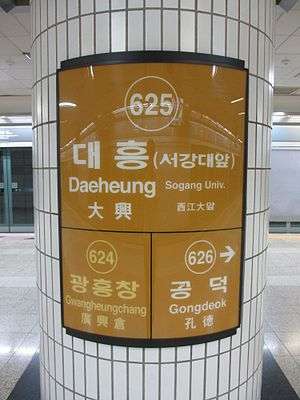 625
대 흥 (서강대앞)
Daeheung Sogang Univ.
大 興 西江大앞
624
광흥창
Gwangheungchang
廣 興 倉
626 →
공 덕
Gongdeok
孔 德